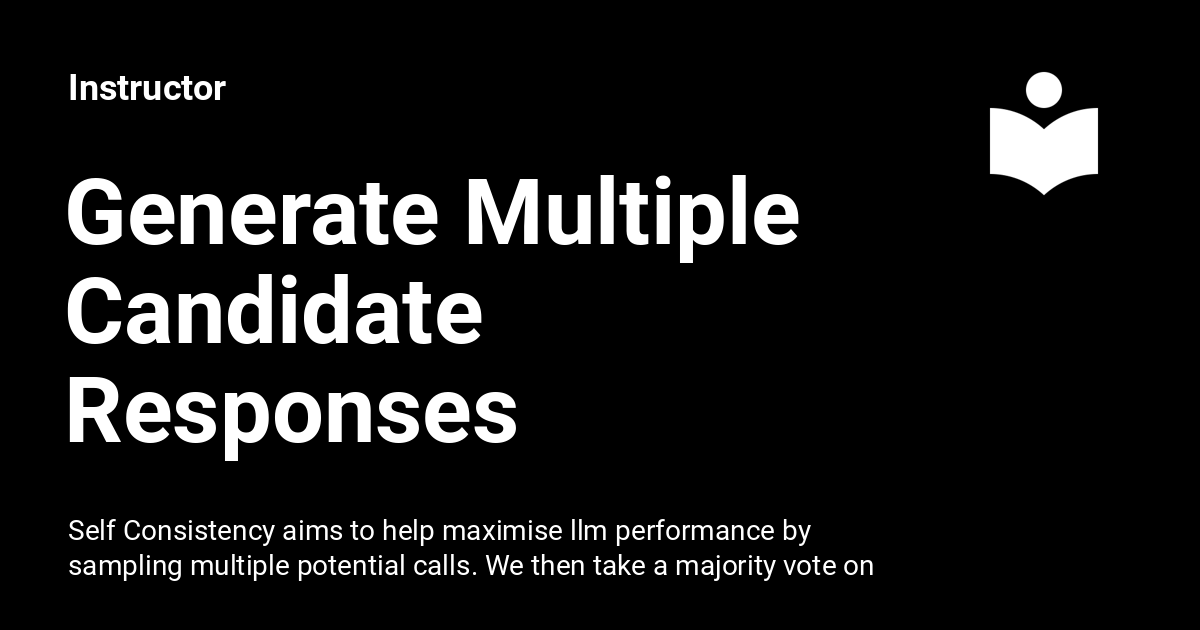 Instructor
Generate Multiple
Candidate
Responses
Self Consistency aims to help maximise llm performance by
sampling multiple potential calls. We then take a majority vote on